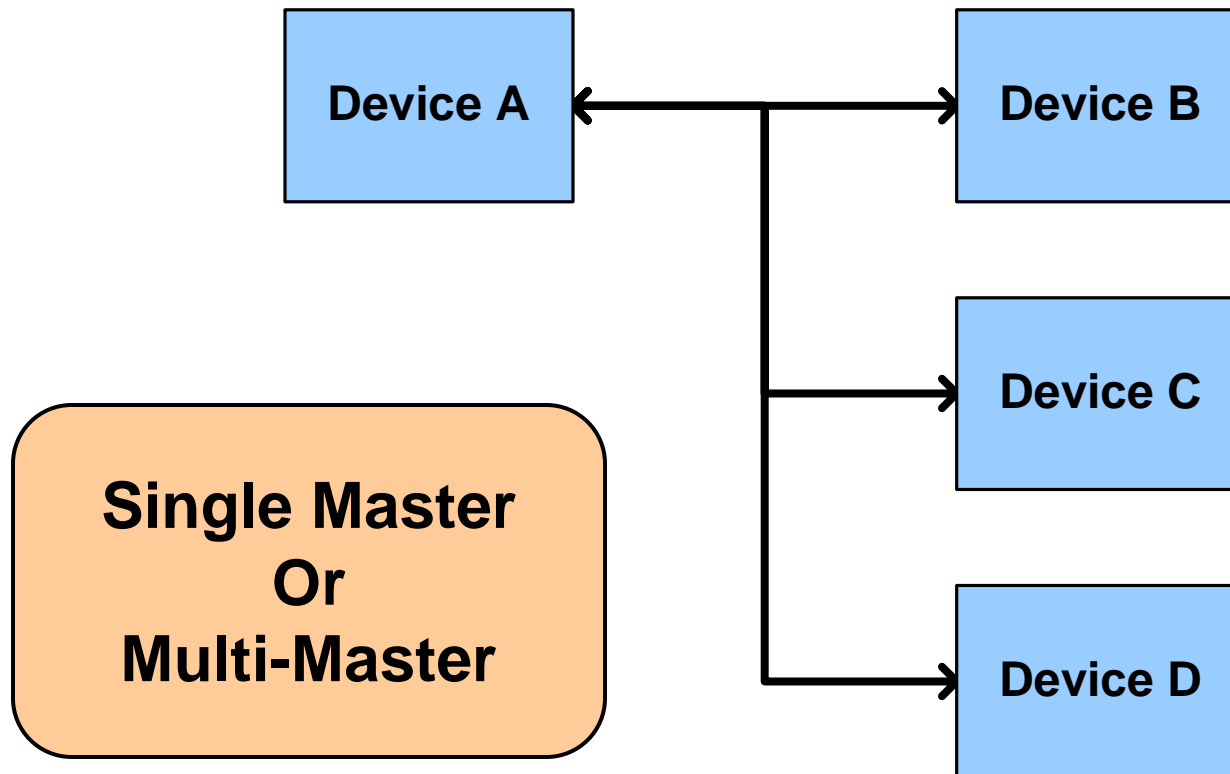 Device A
Device B
Device C
Single Master
Or
Multi-Master
Device D